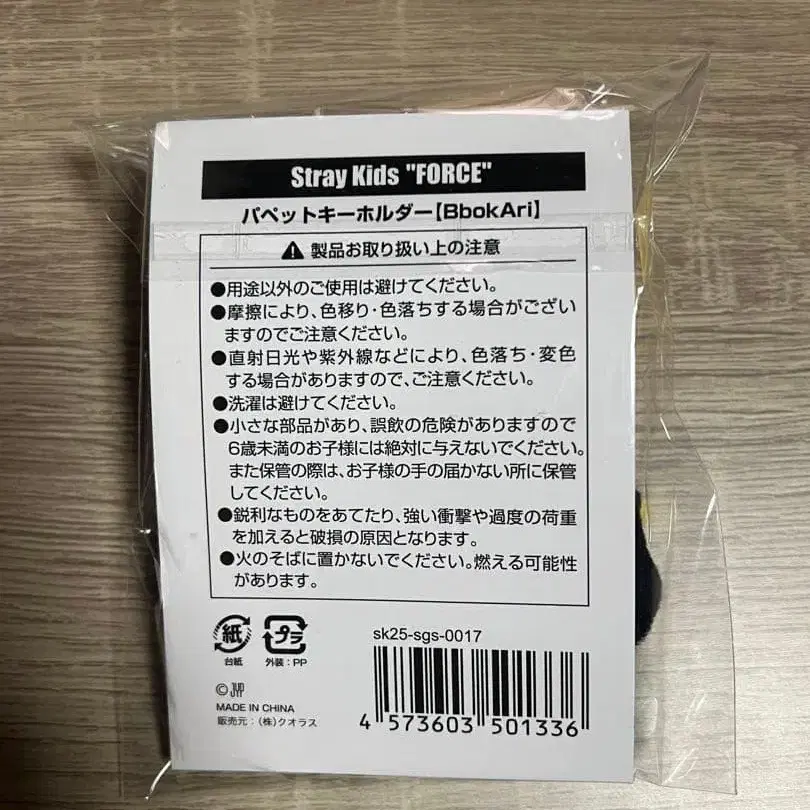 Stray Kids "FORCE"
パペットキーホルダー【BbokAri】
製品お取り扱い上の注意
●用途以外のご使用は避けてください。
●摩擦により、色移り・色落ちする場合がござい
ますのでご注意ください。
●直射日光や紫外線などにより、色落ち・変色
する場合がありますので、ご注意ください。
●洗濯は避けてください。
●小さな部品があり、誤飲の危険がありますので
6歳未満のお子様には絶対に与えないでください。
また保管の際は、お子様の手の届かない所に保管
してください。
●鋭利なものをあてたり、強い衝撃や過度の荷重
を加えると破損の原因となります。
●火のそばに置かないでください。燃える可能性
があります。
紙
台紙
プラ
外装:PP
sk25-sgs-0017
© JYP
MADE IN CHINA
販売元:(株)クオラス
4 573603 501336